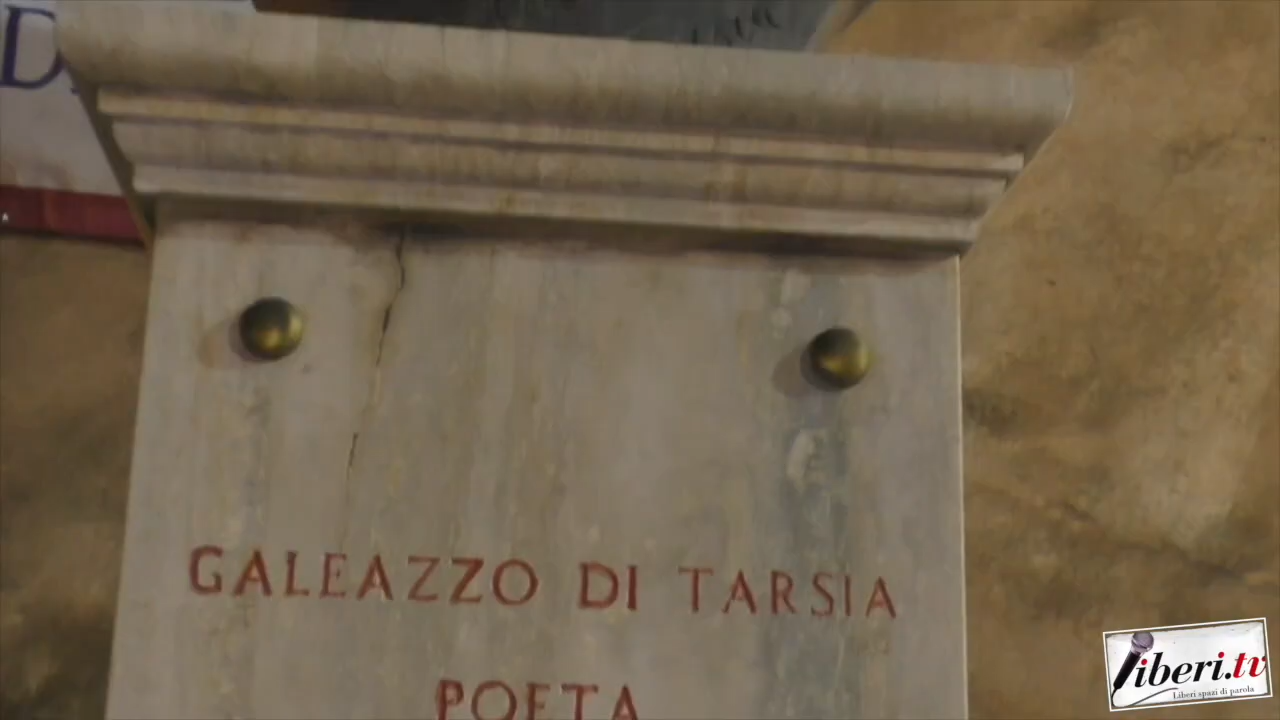 D
GALEAZZO DI TARSIA
POETA
liberi.tv
Liberi spazi di parola